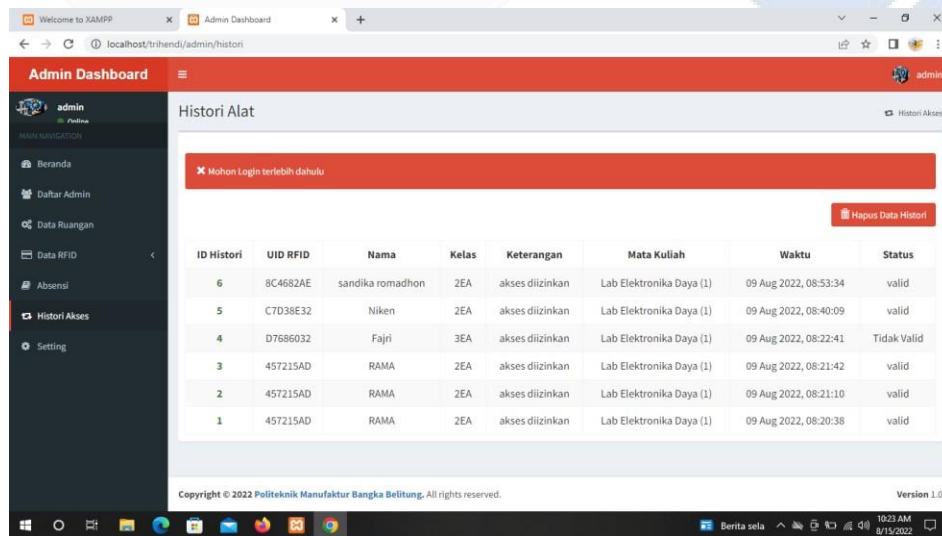 Welcome to XAMPP
Admin Dashboard
localhost/trihendi/admin/histori
Admin Dashboard
admin
admin
Online
MAIN NAVIGATION
Beranda
Daftar Admin
Data Ruangan
Data RFID
Absensi
Histori Akses
Setting
Histori Alat
Histori Akses
Mohon Login terlebih dahulu
Hapus Data Histori
ID Histori UID RFID Nama Kelas Keterangan Mata Kuliah Waktu Status
6 8C4682AE sandika romadhon 2EA akses diizinkan Lab Elektronika Daya (1) 09 Aug 2022, 08:53:34 valid
5 C7D38E32 Niken 2EA akses diizinkan Lab Elektronika Daya (1) 09 Aug 2022, 08:40:09 valid
4 D7686032 Fajri 3EA akses diizinkan Lab Elektronika Daya (1) 09 Aug 2022, 08:22:41 Tidak Valid
3 457215AD RAMA 2EA akses diizinkan Lab Elektronika Daya (1) 09 Aug 2022, 08:21:42 valid
2 457215AD RAMA 2EA akses diizinkan Lab Elektronika Daya (1) 09 Aug 2022, 08:21:10 valid
1 457215AD RAMA 2EA akses diizinkan Lab Elektronika Daya (1) 09 Aug 2022, 08:20:38 valid
Copyright © 2022 Politeknik Manufaktur Bangka Belitung. All rights reserved.
Version 1.0
Berita sela
10:23 AM
8/15/2022